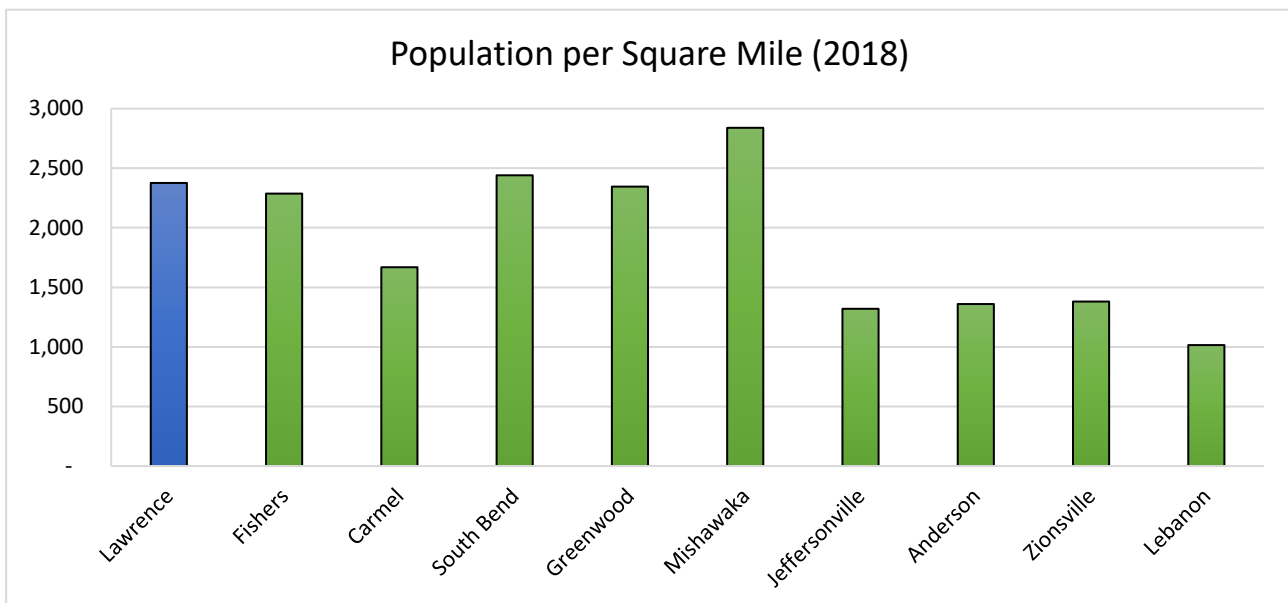 Population per Square Mile (2018)
3,000
2,500
2,000
1,500
1,000
500
-
Lawrence
Fishers
Carmel
South Bend
Greenwood
Mishawaka
Jeffersonville
Anderson
Zionsville
Lebanon